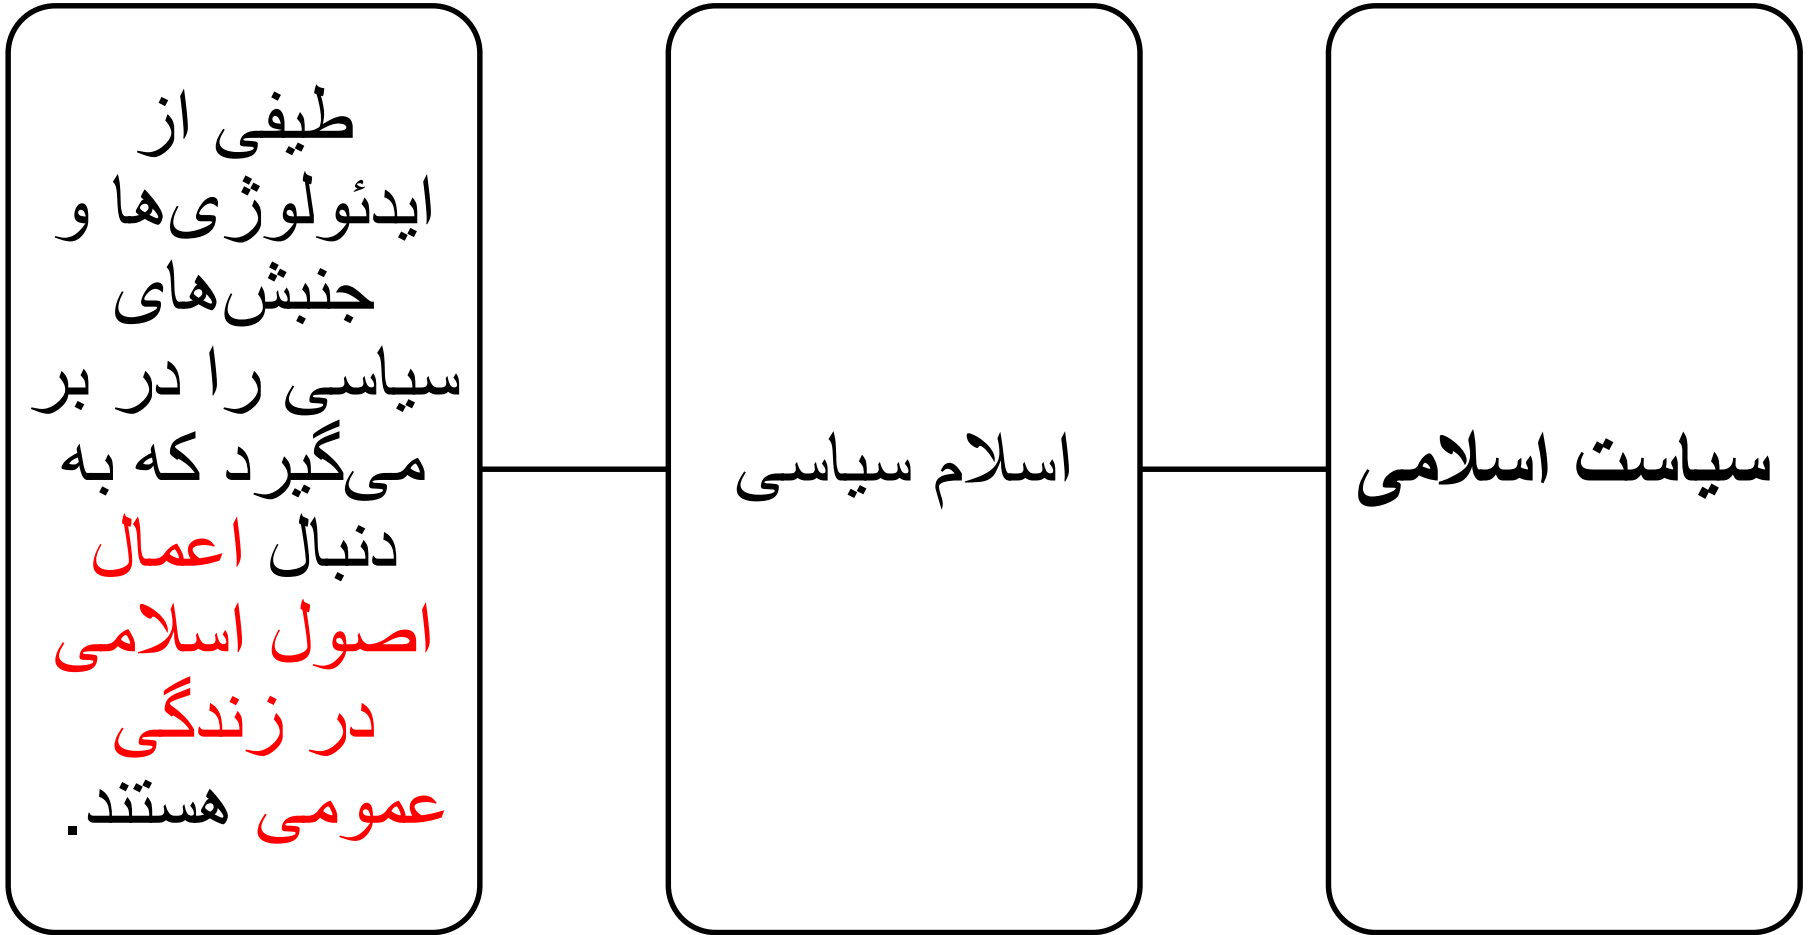 سیاست اسلامی
اسلام سیاسی
طیفی از
ایدئولوژی‌ها و
جنبش‌های
سیاسی را در بر
می‌گیرد که به
دنبال اعمال
اصول اسلامی
در زندگی
عمومی هستند.